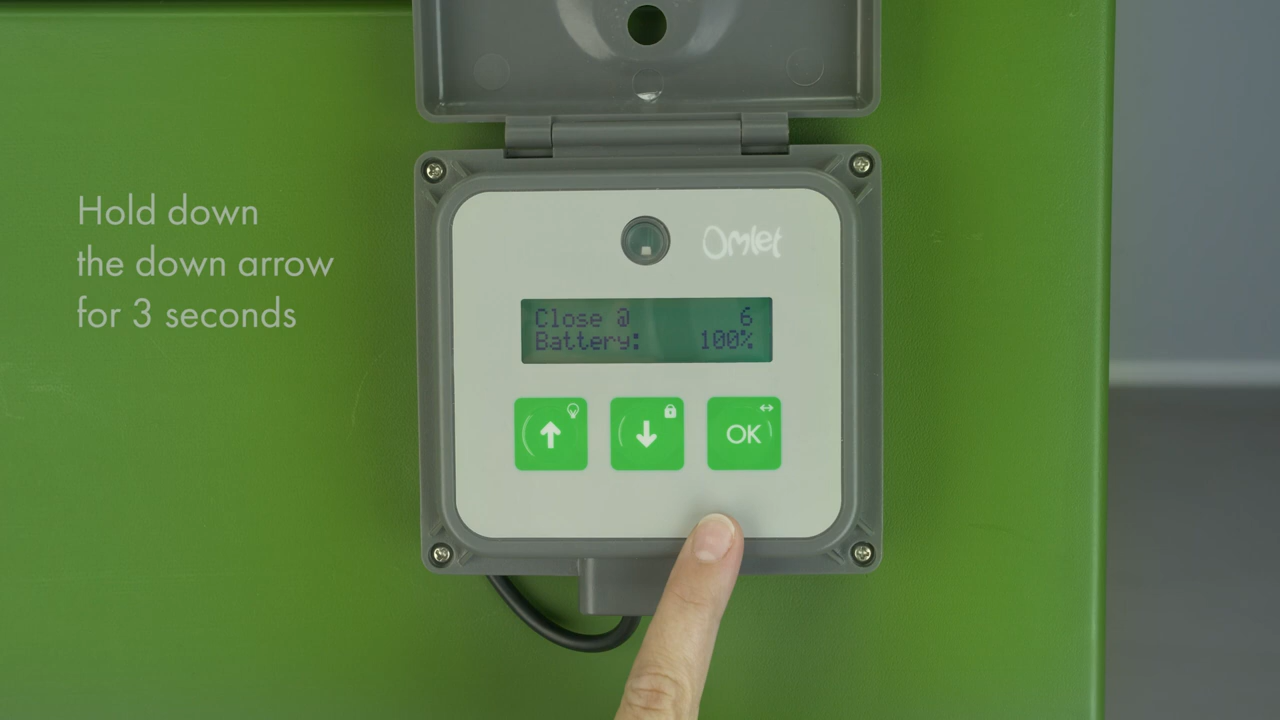 Hold down
the down arrow
for 3 seconds
Omlet
Close @ 6
Battery: 100%
OK